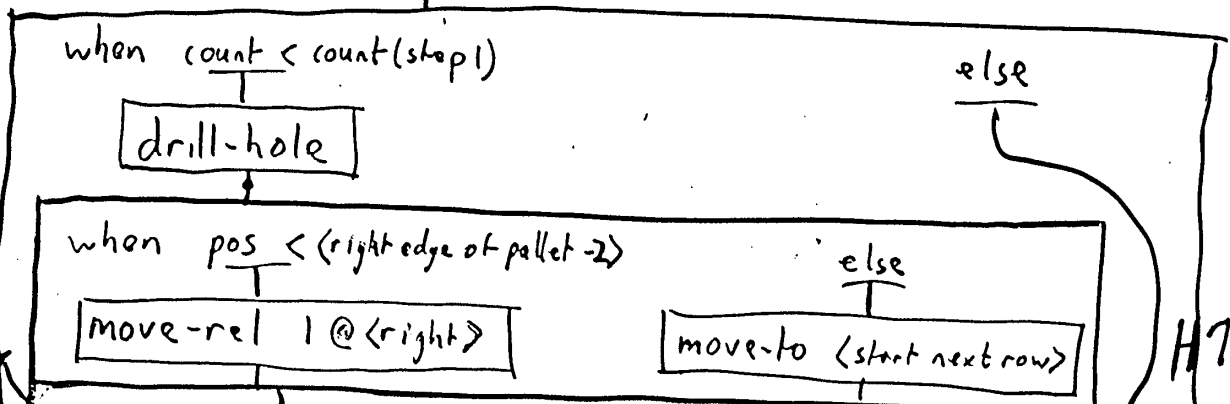 when count < count(step1)
else
drill-hole
when pos < <right edge of pallet -2>
else
move-rel 1 @ <right>
move-to <start next row>